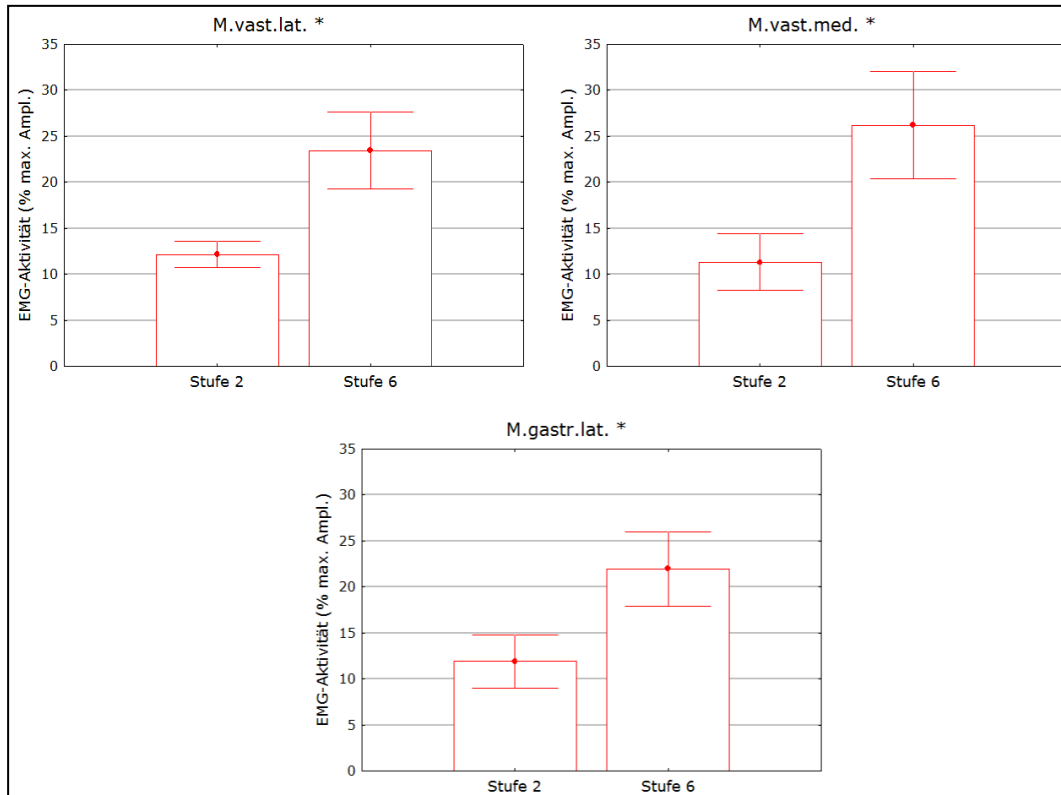 M.vast.lat. *
EMG-Aktivität (% max. Ampl.)
35
30
25
20
15
10
5
0
Stufe 2 Stufe 6
M.vast.med. *
EMG-Aktivität (% max. Ampl.)
35
30
25
20
15
10
5
0
Stufe 2 Stufe 6
M.gastr.lat. *
EMG-Aktivität (% max. Ampl.)
35
30
25
20
15
10
5
0
Stufe 2 Stufe 6